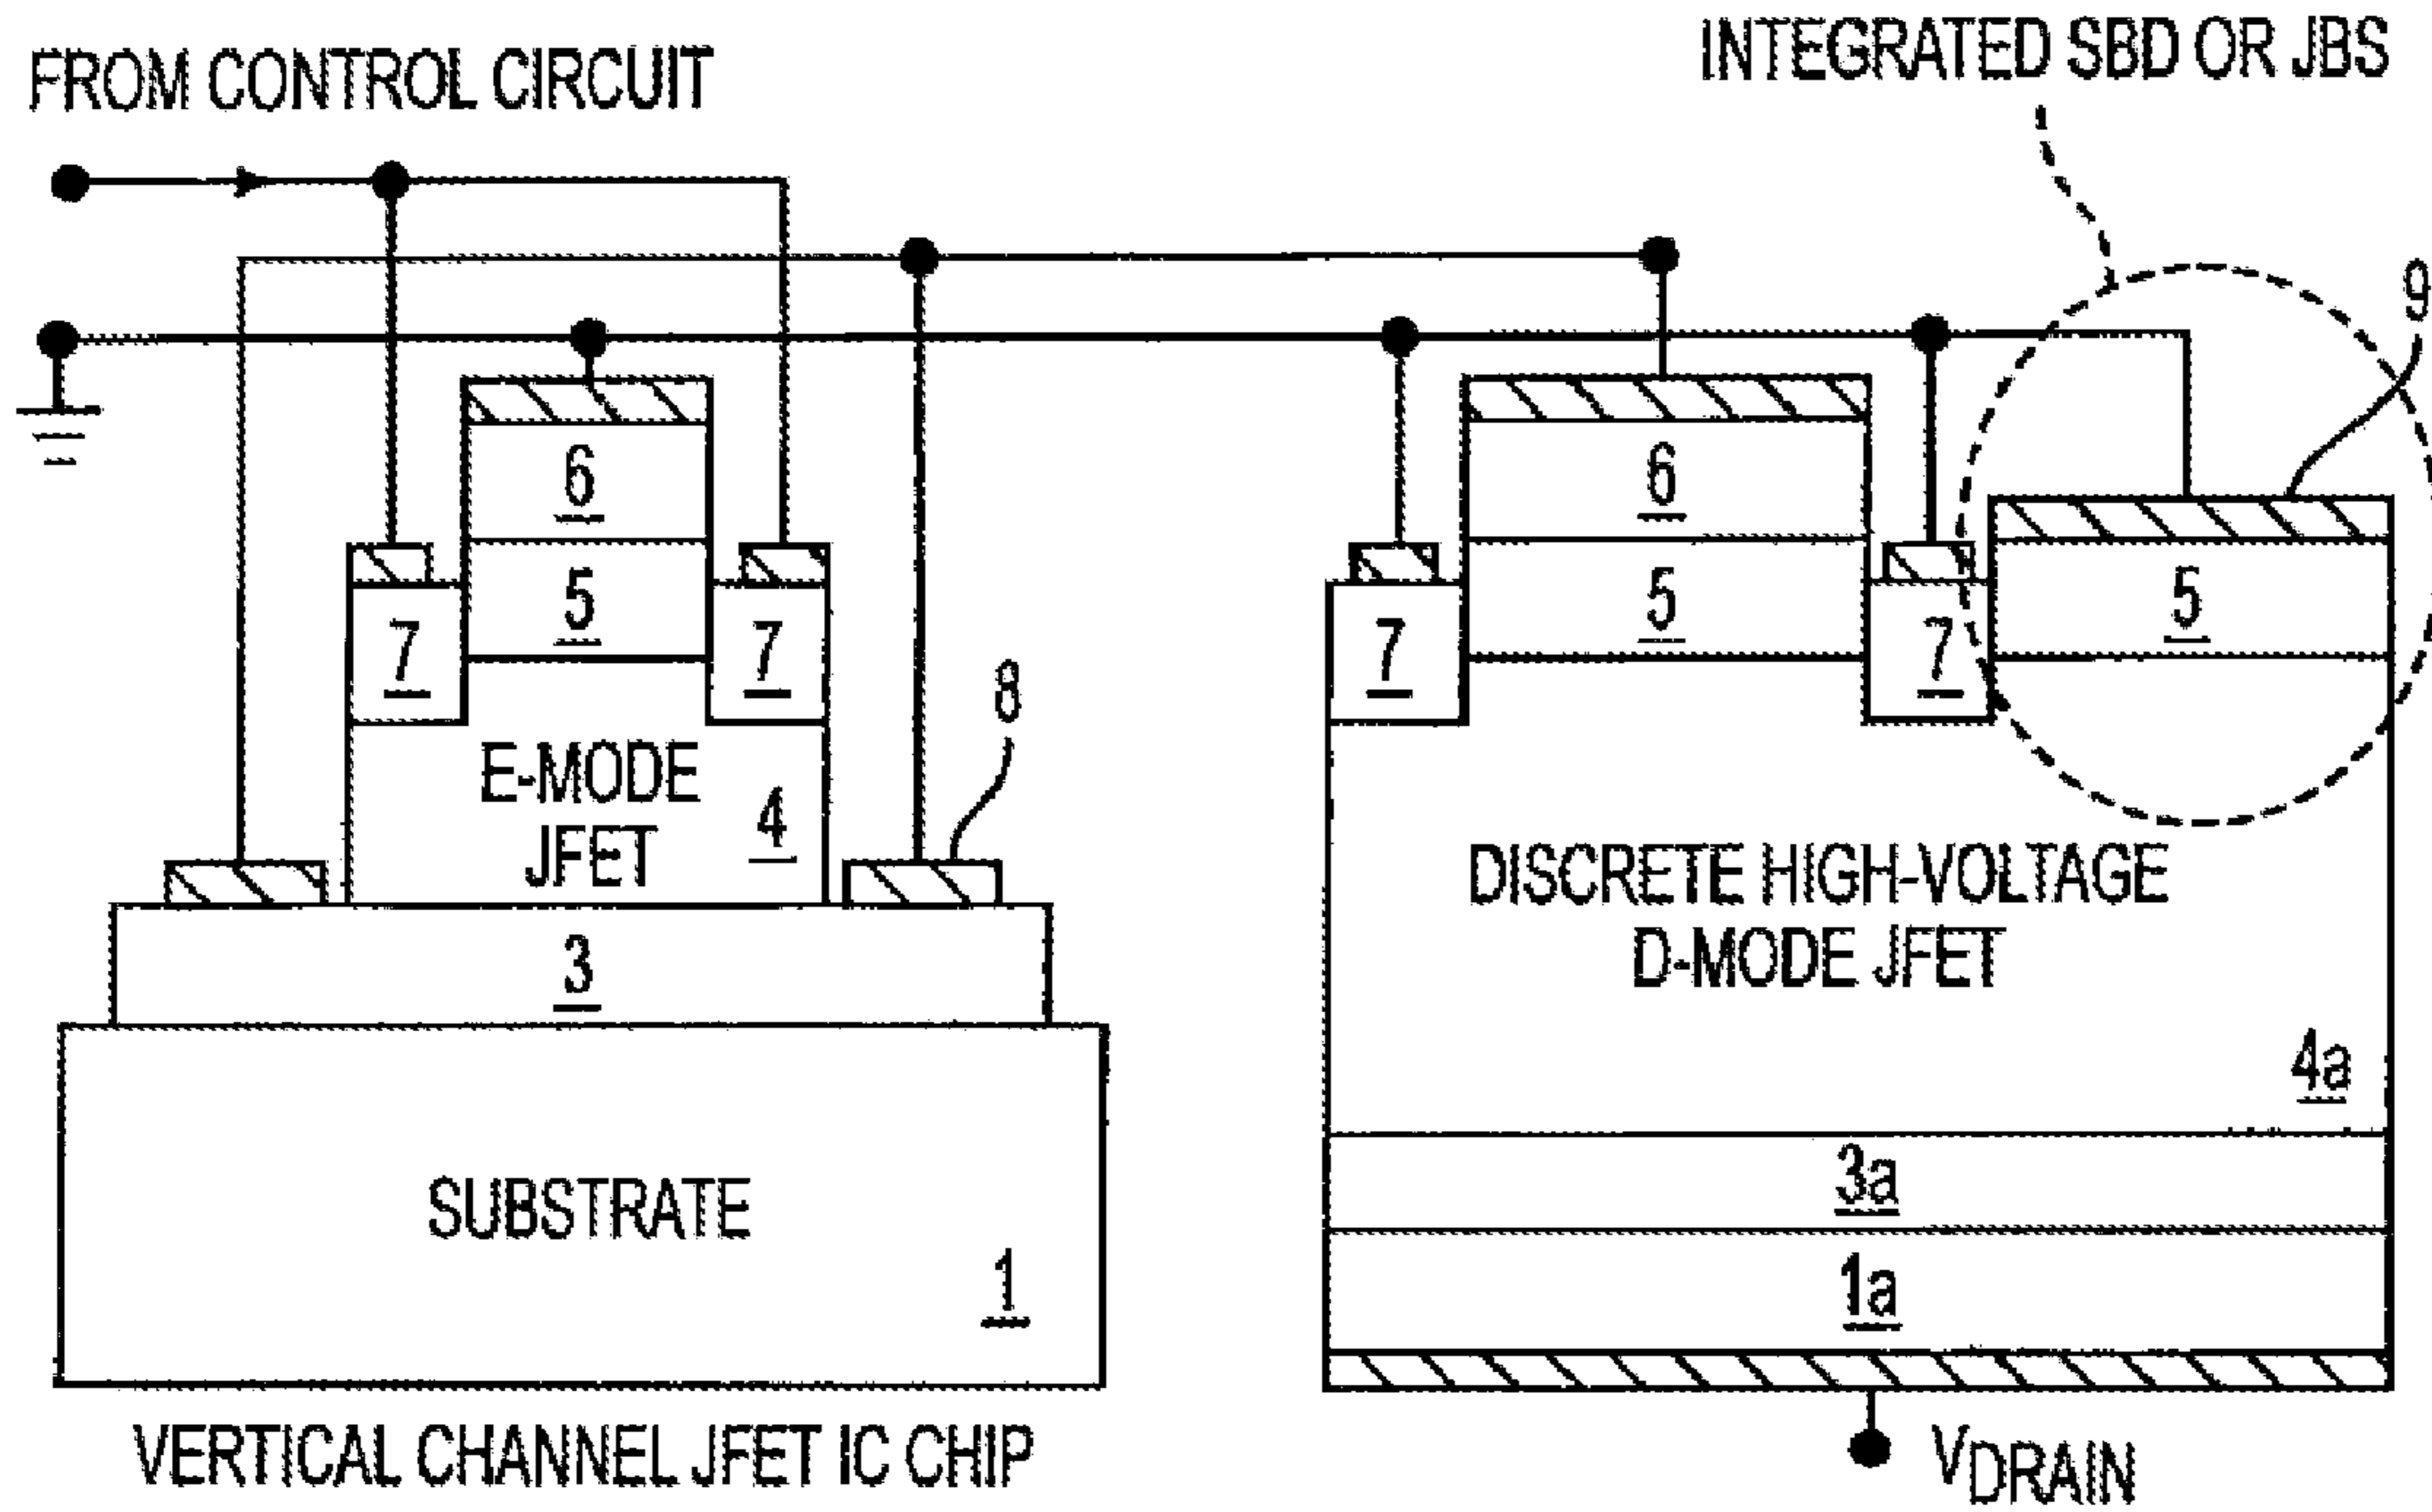 FROM CONTROL CIRCUIT
INTEGRATED SBD OR JBS
9
6
6
5
5
5
7
7
7
7
8
E-MODE
JFET
4
DISCRETE HIGH-VOLTAGE
D-MODE JFET
3
4a
3a
SUBSTRATE
1
1a
VERTICAL CHANNEL JFET IC CHIP
VDRAIN